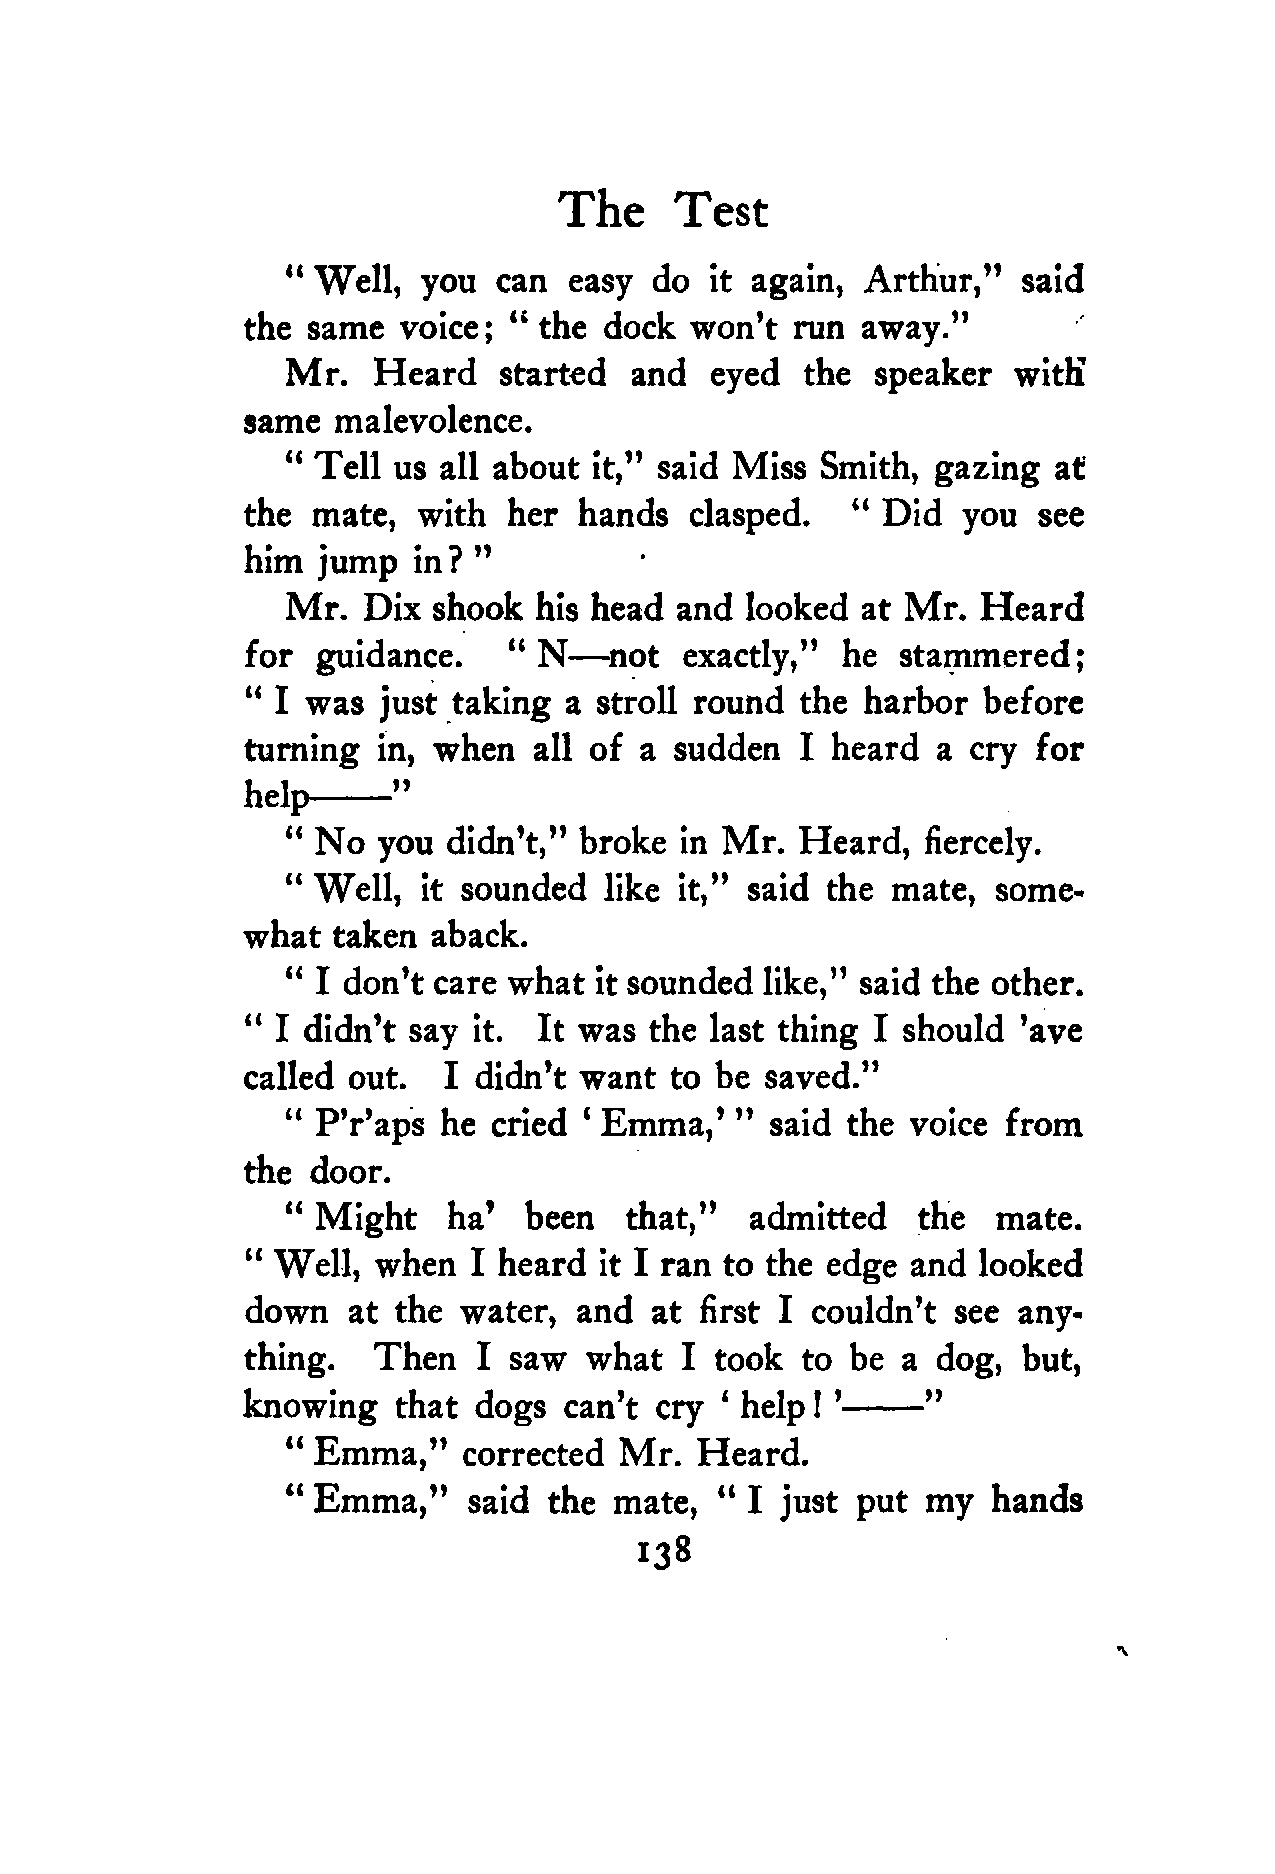 The Test
“ Well, you can easy do it again, Arthur,” said
the same voice; “ the dock won’t run away.”
Mr. Heard started and eyed the speaker with
same malevolence.
“ Tell us all about it,” said Miss Smith, gazing at
the mate, with her hands clasped. “ Did you see
him jump in? ”
Mr. Dix shook his head and looked at Mr. Heard
for guidance. “ N—not exactly,” he stammered;
“ I was just taking a stroll round the harbor before
turning in, when all of a sudden I heard a cry for
help——”
“ No you didn’t,” broke in Mr. Heard, fiercely.
“ Well, it sounded like it,” said the mate, some-
what taken aback.
“ I don’t care what it sounded like,” said the other.
“ I didn’t say it. It was the last thing I should ’ave
called out. I didn’t want to be saved.”
“ P’r’aps he cried ‘ Emma,’ ” said the voice from
the door.
“ Might ha’ been that,” admitted the mate.
“ Well, when I heard it I ran to the edge and looked
down at the water, and at first I couldn’t see any-
thing. Then I saw what I took to be a dog, but,
knowing that dogs can’t cry ‘ help! ’——”
“ Emma,” corrected Mr. Heard.
“ Emma,” said the mate, “ I just put my hands
138